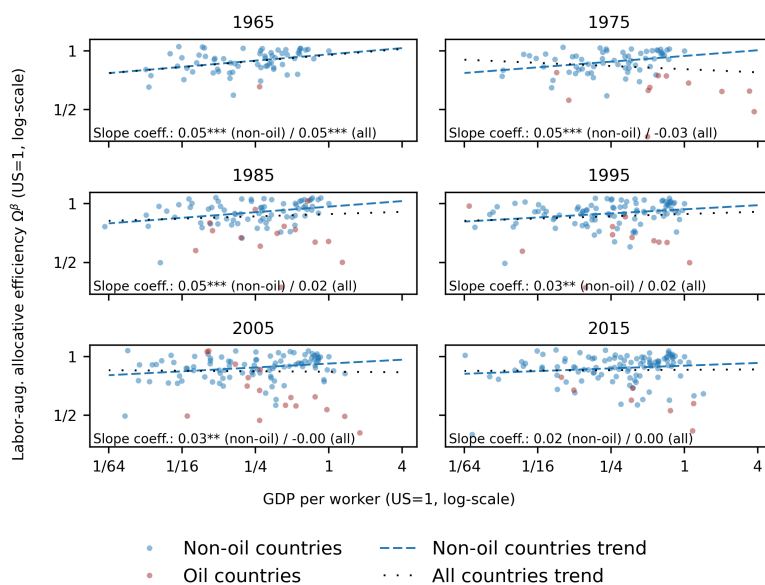 1965
1975
1
1/2
Slope coeff.: 0.05*** (non-oil) / 0.05*** (all)
Slope coeff.: 0.05*** (non-oil) / -0.03 (all)
1985
1995
1
1/2
Slope coeff.: 0.05*** (non-oil) / 0.02 (all)
Slope coeff.: 0.03** (non-oil) / 0.02 (all)
2005
2015
1
1/2
Slope coeff.: 0.03** (non-oil) / -0.00 (all)
Slope coeff.: 0.02 (non-oil) / 0.00 (all)
1/64 1/16 1/4 1 4
1/64 1/16 1/4 1 4
Labor-aug. allocative efficiency Ω^β (US=1, log-scale)
GDP per worker (US=1, log-scale)
Non-oil countries
Non-oil countries trend
Oil countries
All countries trend